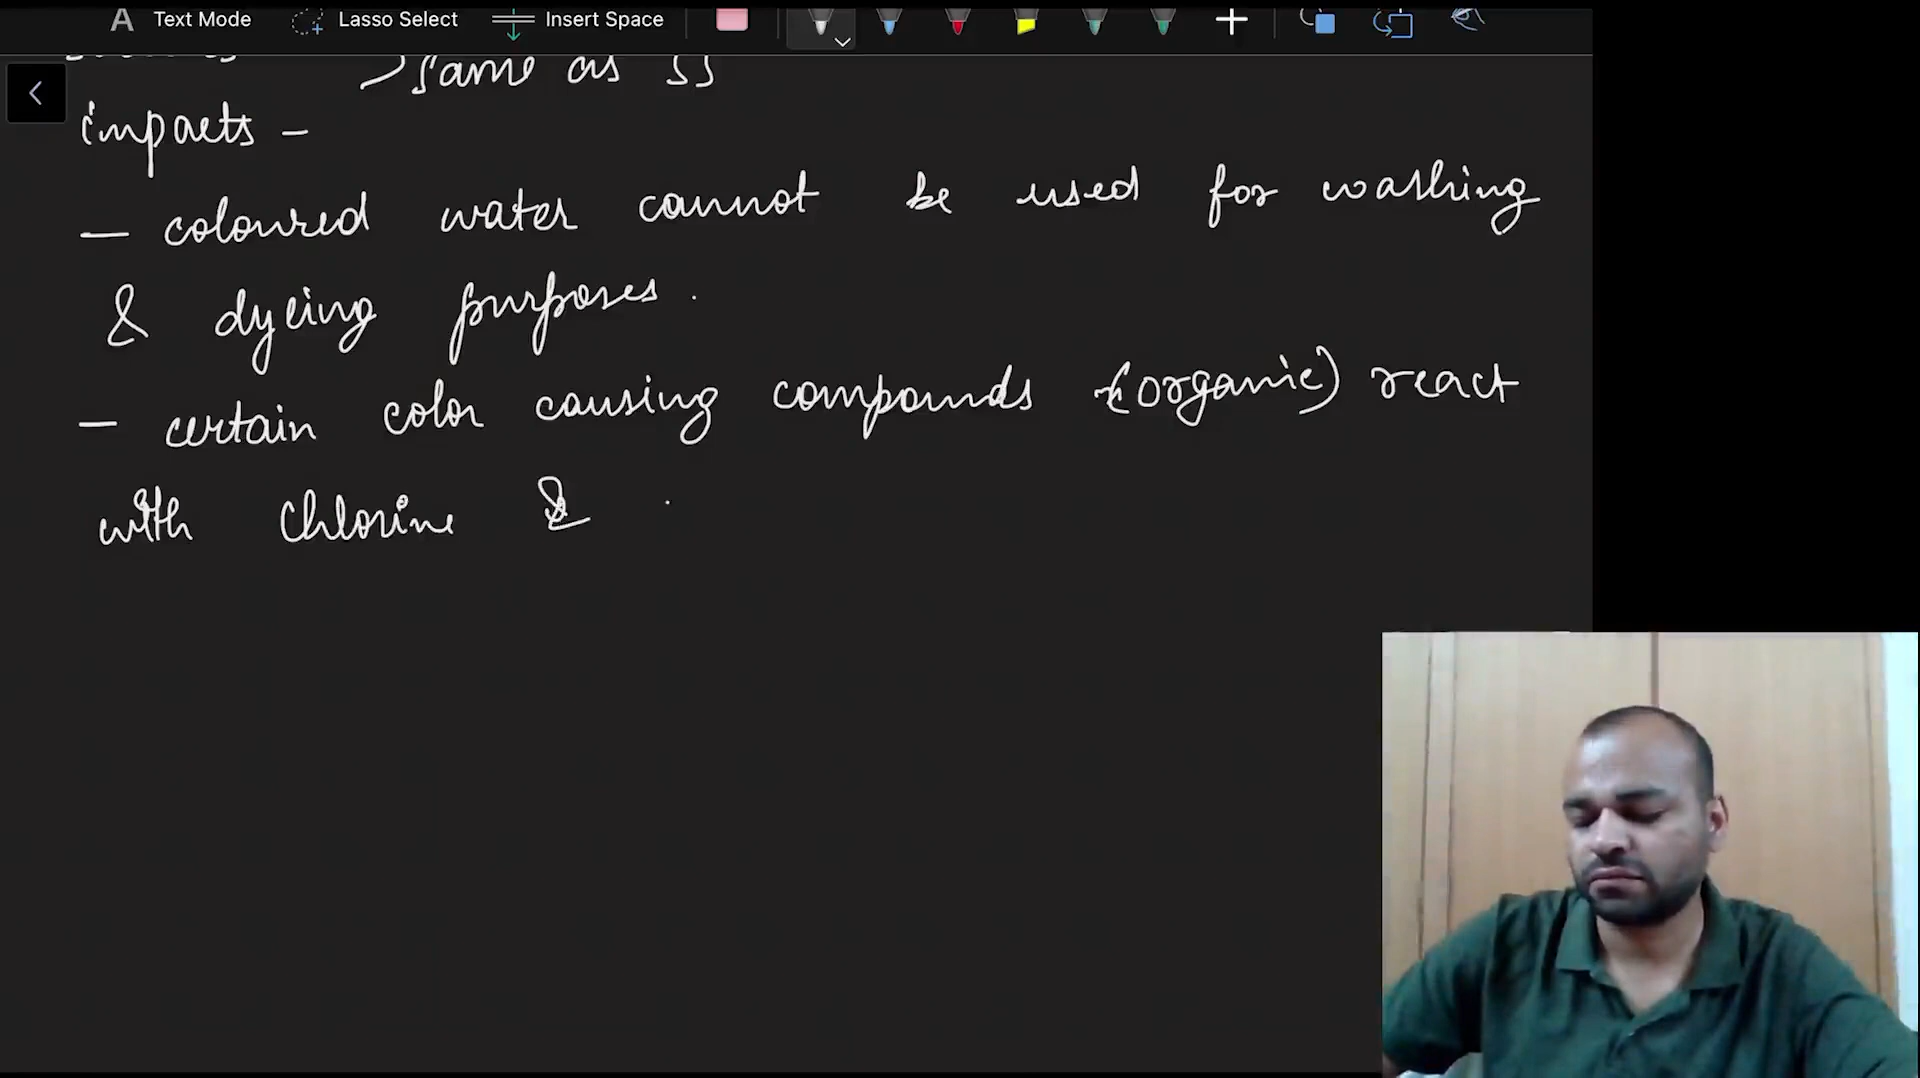 Text Mode Lasso Select Insert Space
same as SS
impacts -
- coloured water cannot be used for washing
& dyeing purposes.
- certain color causing compounds (organic) react
with chlorine &